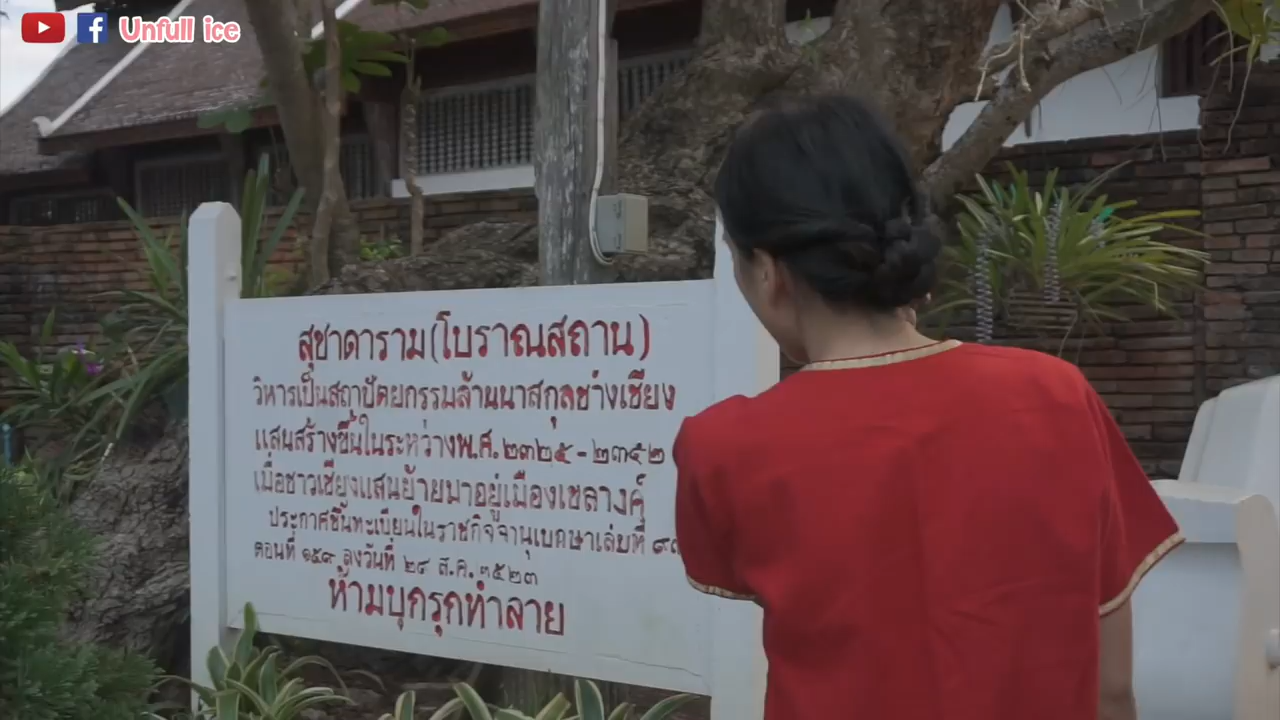 Unfull ice
สุชาดาราม(โบราณสถาน)
วิหารเป็นสถาปัตยกรรมล้านนาสกุลช่างเชียง
แสนสร้างขึ้นในระหว่างพ.ศ.๒๓๒๕-๒๓๕๒
เมื่อชาวเชียงแสนย้ายมาอยู่เมืองเขลางค์
ประกาศขึ้นทะเบียนในราชกิจจานุเบกษาเล่มที่
ตอนที่ ๑๕๙ ลงวันที่ ๒๘ ส.ค.๒๕๒๓
ห้ามบุกรุกทำลาย